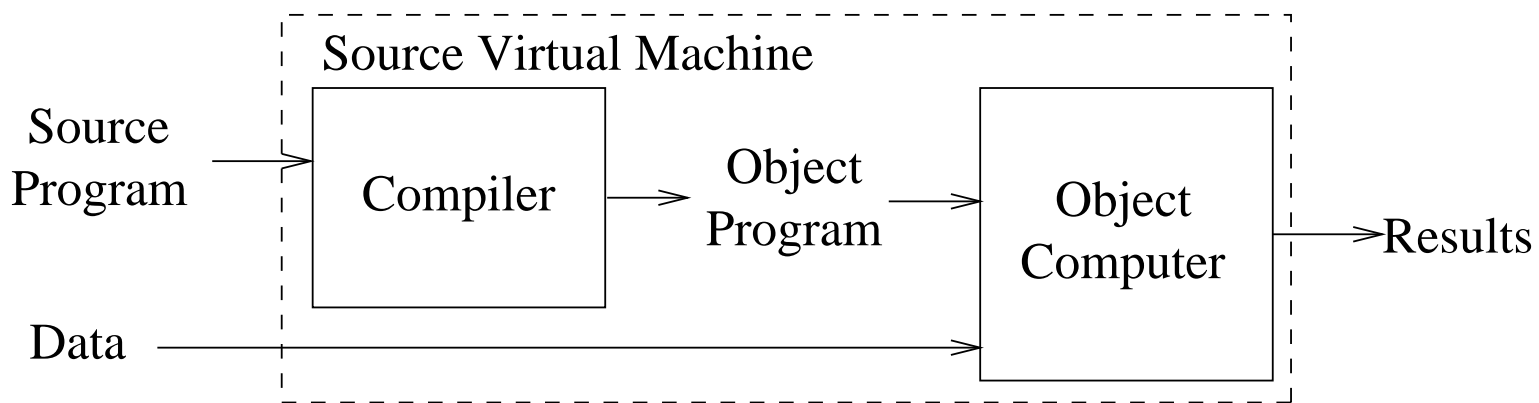 Source Virtual Machine
Source
Program
Compiler
Object
Program
Object
Computer
Results
Data